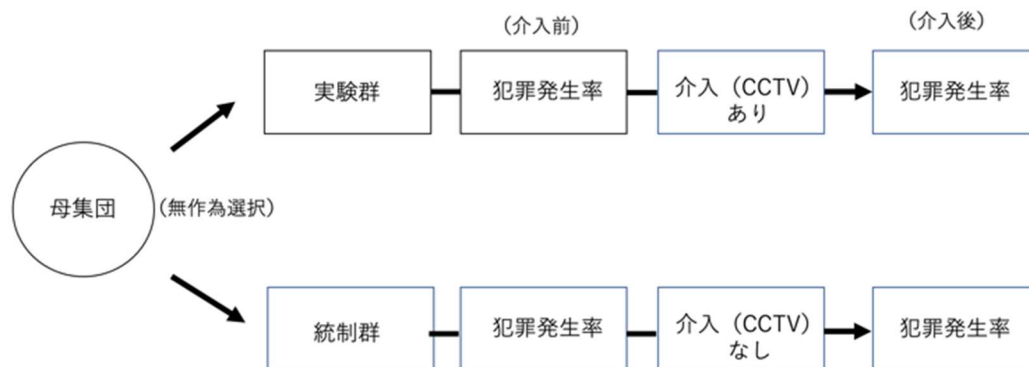 (介入前)
(介入後)
実験群
犯罪発生率
介入（CCTV）
あり
犯罪発生率
母集団
(無作為選択)
統制群
犯罪発生率
介入（CCTV）
なし
犯罪発生率